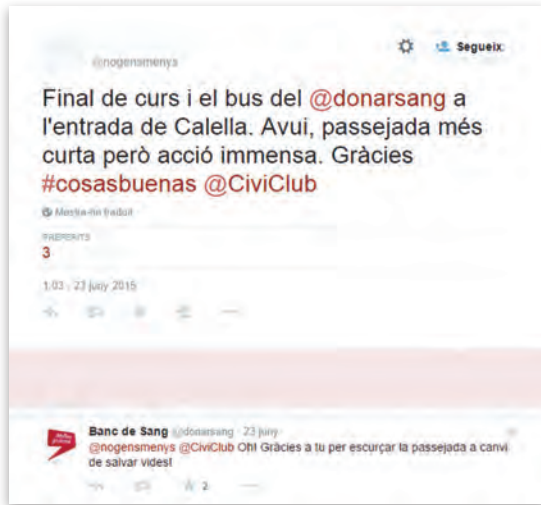 Segueix
@nogensmenys
Final de curs i el bus del @donarsang a
l'entrada de Calella. Avui, passejada més
curta però acció immensa. Gràcies
#cosasbuenas @CiviClub
Mostra-ne traduït
PREFERITS
3
1:03 - 23 juny 2015
Banc de Sang @donarsang · 23 juny
@nogensmenys @CiviClub Oh! Gràcies a tu per escurçar la passejada a canvi
de salvar vides!
2